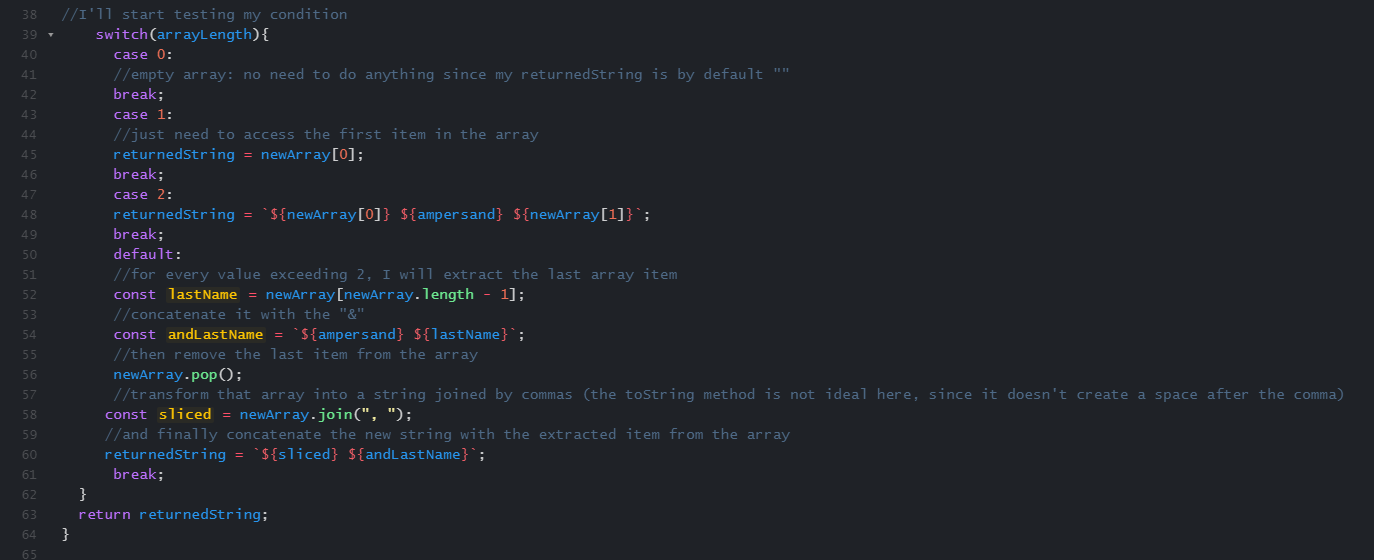 38 //I'll start testing my condition
39 switch(arrayLength){
40 case 0:
41 //empty array: no need to do anything since my returnedString is by default ""
42 break;
43 case 1:
44 //just need to access the first item in the array
45 returnedString = newArray[0];
46 break;
47 case 2:
48 returnedString = `${newArray[0]} ${ampersand} ${newArray[1]}`;
49 break;
50 default:
51 //for every value exceeding 2, I will extract the last array item
52 const lastName = newArray[newArray.length - 1];
53 //concatenate it with the "&"
54 const andLastName = `${ampersand} ${lastName}`;
55 //then remove the last item from the array
56 newArray.pop();
57 //transform that array into a string joined by commas (the toString method is not ideal here, since it doesn't create a space after the comma)
58 const sliced = newArray.join(", ");
59 //and finally concatenate the new string with the extracted item from the array
60 returnedString = `${sliced} ${andLastName}`;
61 break;
62 }
63 return returnedString;
64 }
65